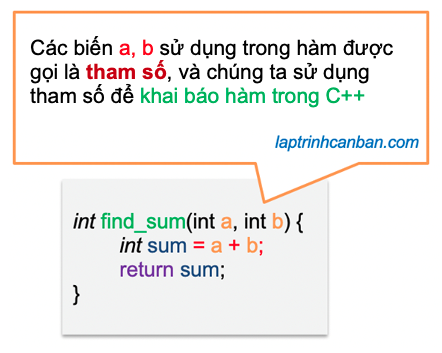 Các biến a, b sử dụng trong hàm được
gọi là tham số, và chúng ta sử dụng
tham số để khai báo hàm trong C++
laptrinhcanban.com
int find_sum(int a, int b) {
int sum = a + b;
return sum;
}